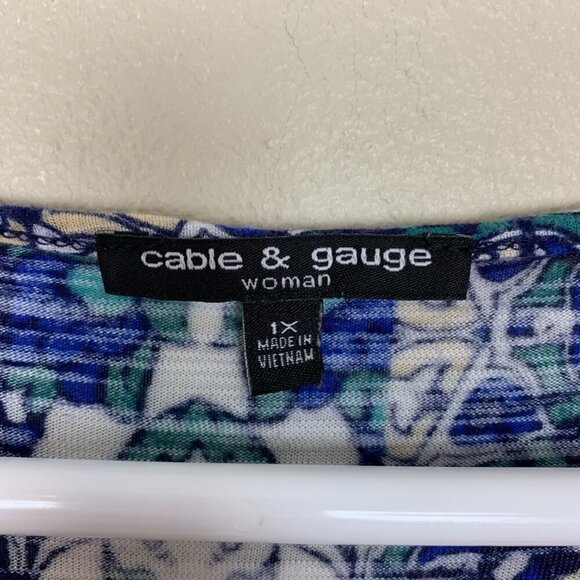 cable & gauge
woman
1X
MADE IN
VIETNAM